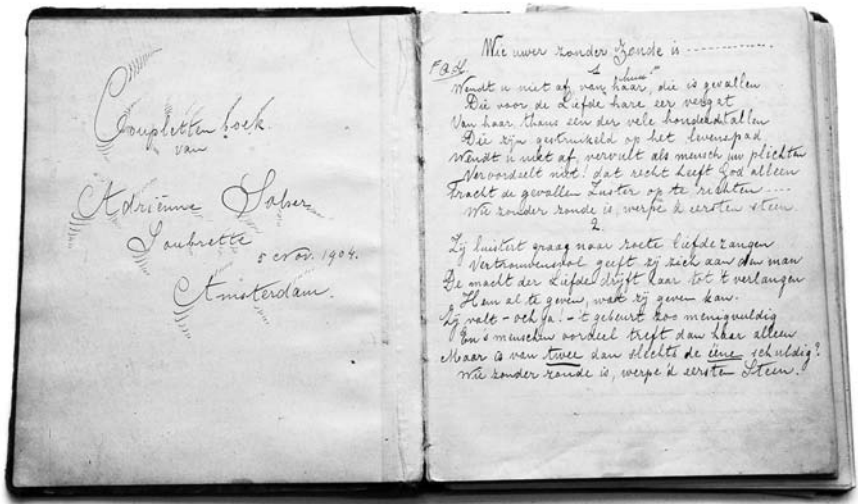 Coupletten boek
van
Adriënne Solser
Soubrette
5 Nov. 1904.
Amsterdam.
Wie uwer zonder Zonde is ..............
1
Wendt u niet af van haar, die is gevallen
Die voor de Liefde hare eer vergat
Van haar, thans een der vele honderdtallen
Die zijn gestruikeld op het levenspad
Wendt u niet af, vervult als mensch uw plichten
Veroordeelt niet! dat recht heeft God alleen
Tracht de gevallen Zuster op te richten ....
Wie zonder zonde is, werpe d' eersten steen.
2.
Zij luistert graag naar zoete liefdezangen
Vertrouwensvol geeft zij zich aan den man
De macht der Liefde drijft haar tot 't verlangen
Hem al te geven, wat zij geven kan.
Zij valt - och ja! - 't gebeurt zoo menigvuldig
En 's menschen oordeel treft dan haar alleen
Maar is van twee dan slechts de ééne schuldig?
Wie zonder zonde is, werpe d' eersten Steen!